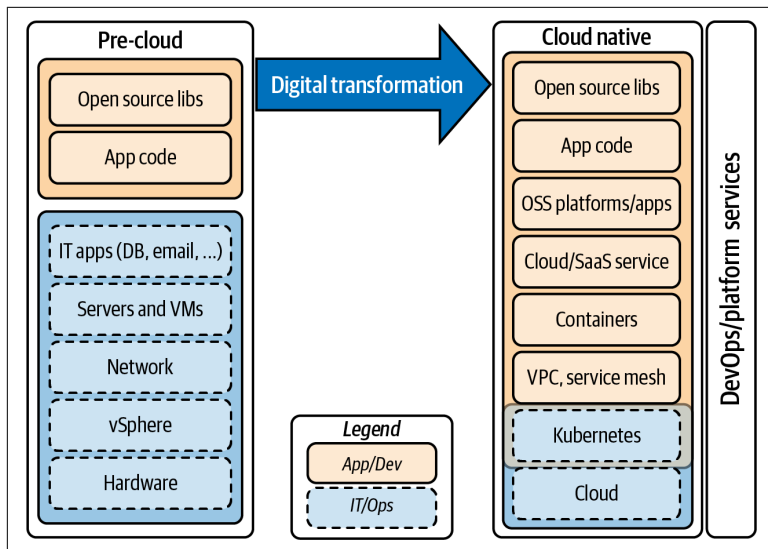 Pre-cloud
Open source libs
App code
IT apps (DB, email, ...)
Servers and VMs
Network
vSphere
Hardware
Digital transformation
Legend
App/Dev
IT/Ops
Cloud native
Open source libs
App code
OSS platforms/apps
Cloud/SaaS service
Containers
VPC, service mesh
Kubernetes
Cloud
DevOps/platform services